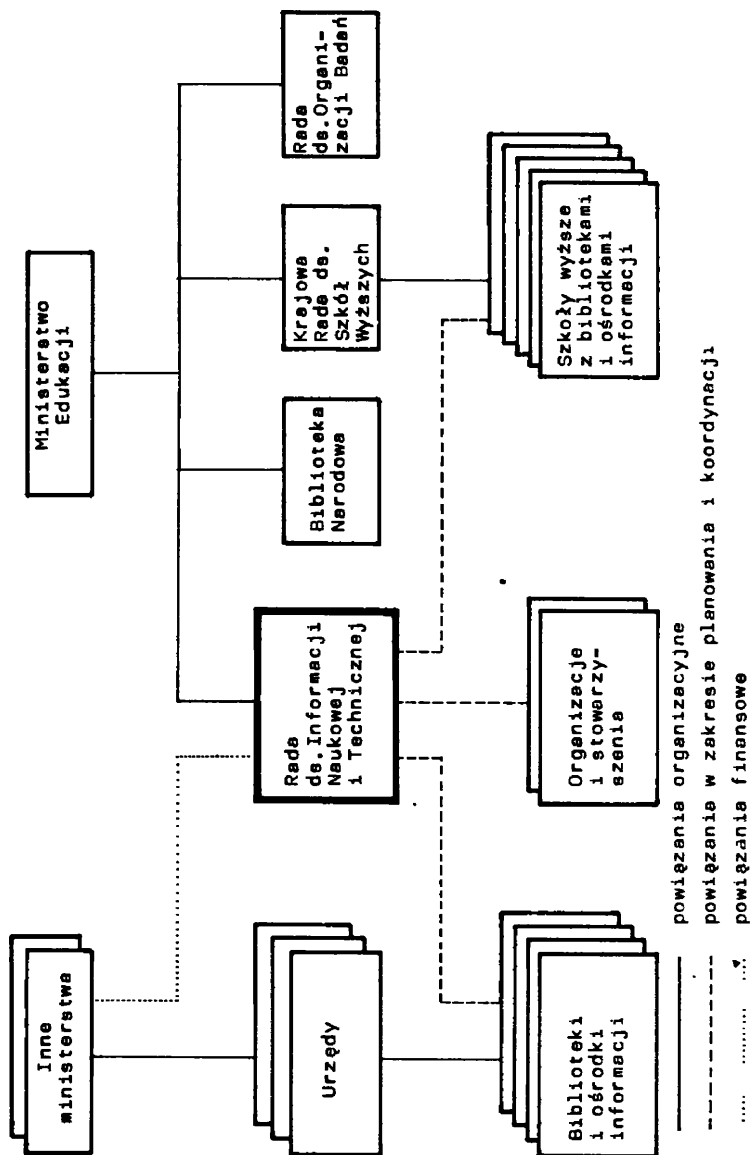 Ministerstwo
Edukacji
Inne
ministerstwa
Rada
ds.Informacji
Naukowej
i Technicznej
Biblioteka
Narodowa
Krajowa
Rada ds.
Szkół
Wyższych
Rada
ds.Organi-
zacji Badań
Urzędy
Biblioteki
i ośrodki
informacji
Organizacje
i stowarzy-
szenia
Szkoły wyższe
z bibliotekami
i ośrodkami
informacji
powiązania organizacyjne
powiązania w zakresie planowania i koordynacji
powiązania finansowe